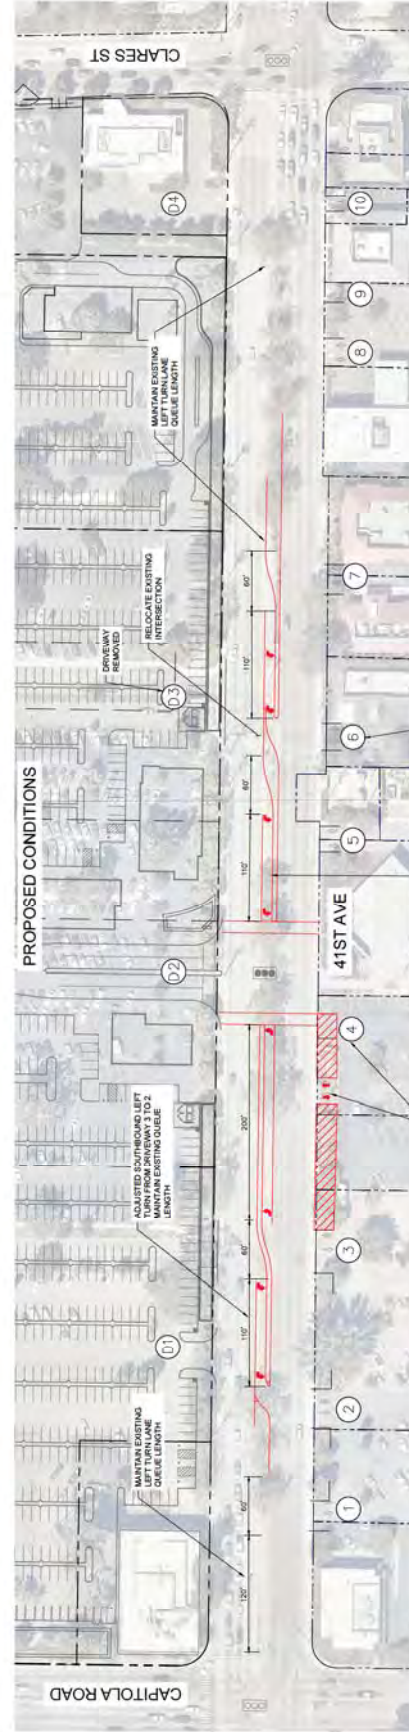 PROPOSED CONDITIONS
CAPITOLA ROAD
CLARES ST
41ST AVE
MAINTAIN EXISTING
LEFT TURN LANE
QUEUE LENGTH
ADJUSTED SOUTHBOUND LEFT
TURN FROM DRIVEWAY 3 TO 2.
MAINTAIN EXISTING QUEUE
LENGTH
DRIVEWAY
REMOVED
RELOCATE EXISTING
INTERSECTION
MAINTAIN EXISTING
LEFT TURN LANE
QUEUE LENGTH
D1
D2
D3
D4
120'
60'
110'
60'
200'
110'
60'
110'
60'
1
2
3
4
5
6
7
8
9
10